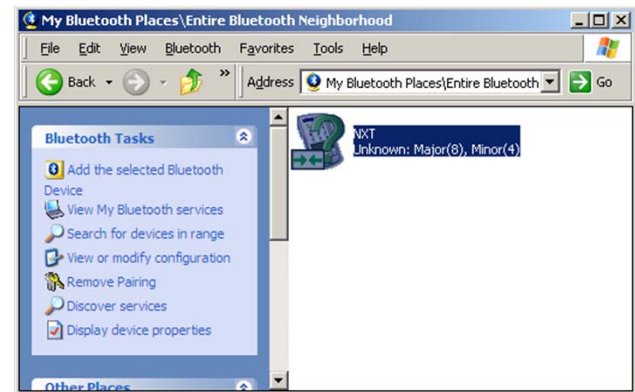 My Bluetooth Places\Entire Bluetooth Neighborhood
File Edit View Bluetooth Favorites Tools Help
Back » Address My Bluetooth Places\Entire Bluetooth Go
Bluetooth Tasks
Add the selected Bluetooth
Device
View My Bluetooth services
Search for devices in range
View or modify configuration
Remove Pairing
Discover services
Display device properties
Other Places
NXT
Unknown: Major(8), Minor(4)